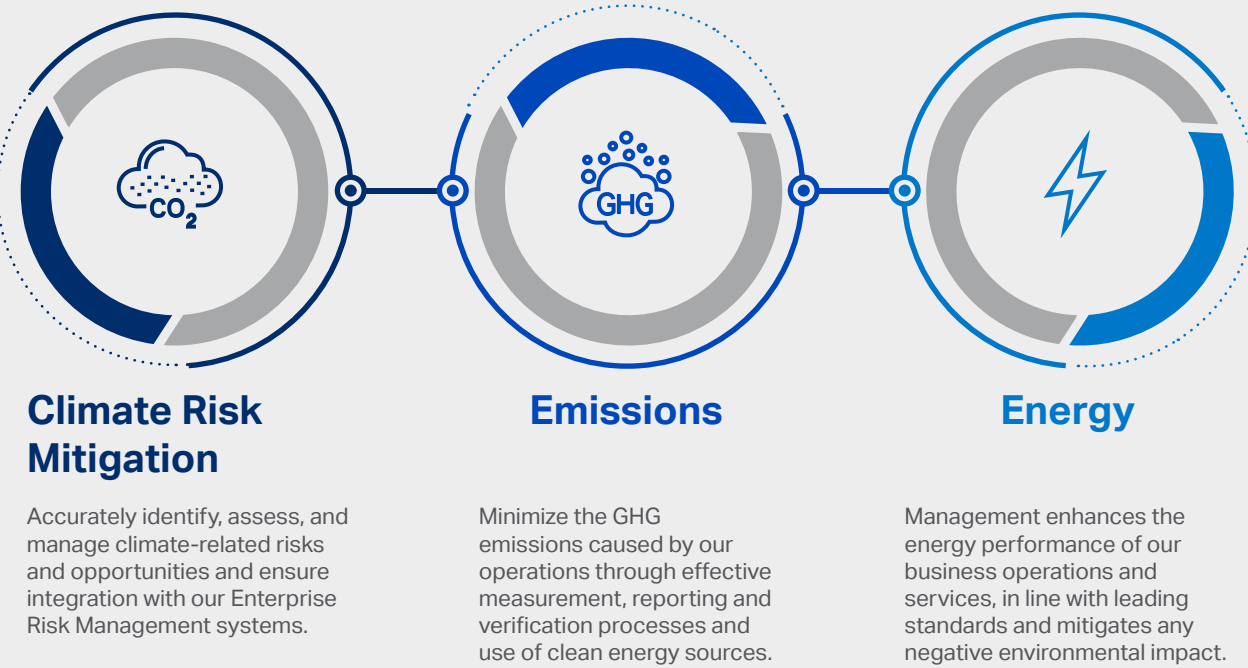 CO2
GHG
Climate Risk
Mitigation
Accurately identify, assess, and
manage climate-related risks
and opportunities and ensure
integration with our Enterprise
Risk Management systems.
Emissions
Minimize the GHG
emissions caused by our
operations through effective
measurement, reporting and
verification processes and
use of clean energy sources.
Energy
Management enhances the
energy performance of our
business operations and
services, in line with leading
standards and mitigates any
negative environmental impact.